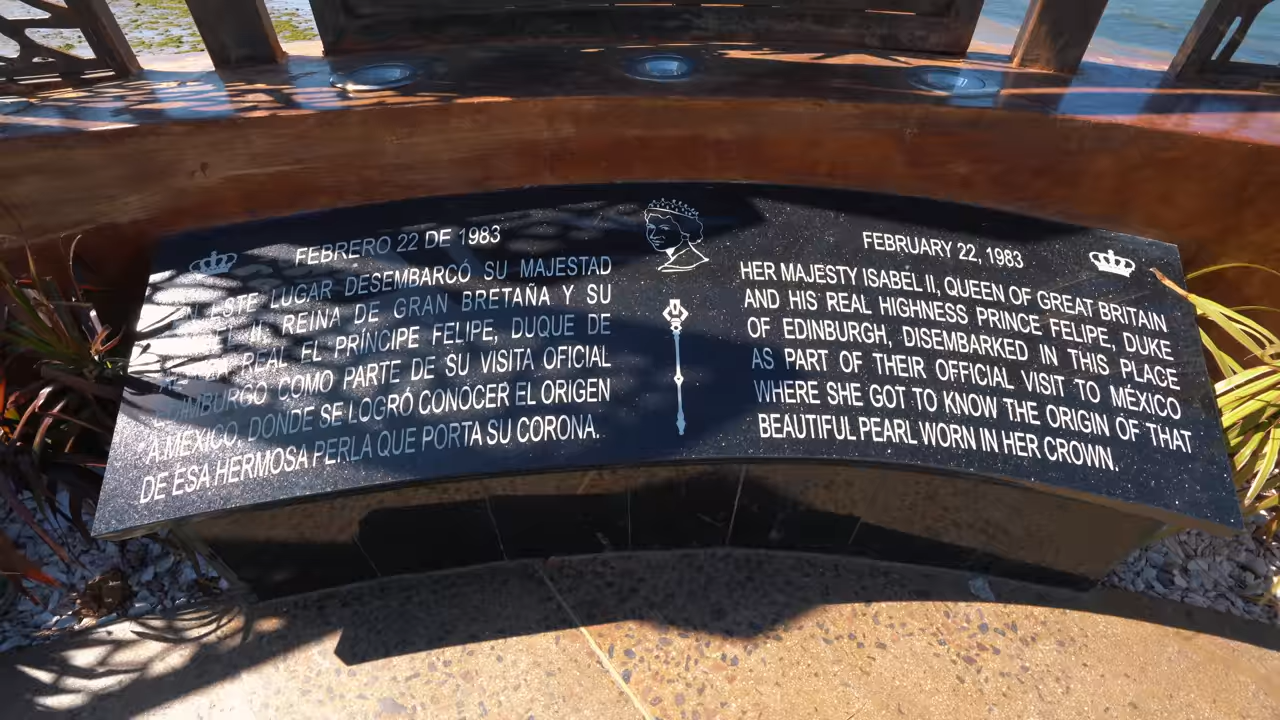 FEBRERO 22 DE 1983
ESTE LUGAR DESEMBARCÓ SU MAJESTAD
II, REINA DE GRAN BRETAÑA Y SU
REAL EL PRÍNCIPE FELIPE, DUQUE DE
EDIMBURGO COMO PARTE DE SU VISITA OFICIAL
A MÉXICO, DONDE SE LOGRÓ CONOCER EL ORIGEN
DE ESA HERMOSA PERLA QUE PORTA SU CORONA.
FEBRUARY 22, 1983
HER MAJESTY ISABEL II, QUEEN OF GREAT BRITAIN
AND HIS REAL HIGHNESS PRINCE FELIPE, DUKE
OF EDINBURGH, DISEMBARKED IN THIS PLACE
AS PART OF THEIR OFFICIAL VISIT TO MÉXICO
WHERE SHE GOT TO KNOW THE ORIGIN OF THAT
BEAUTIFUL PEARL WORN IN HER CROWN.